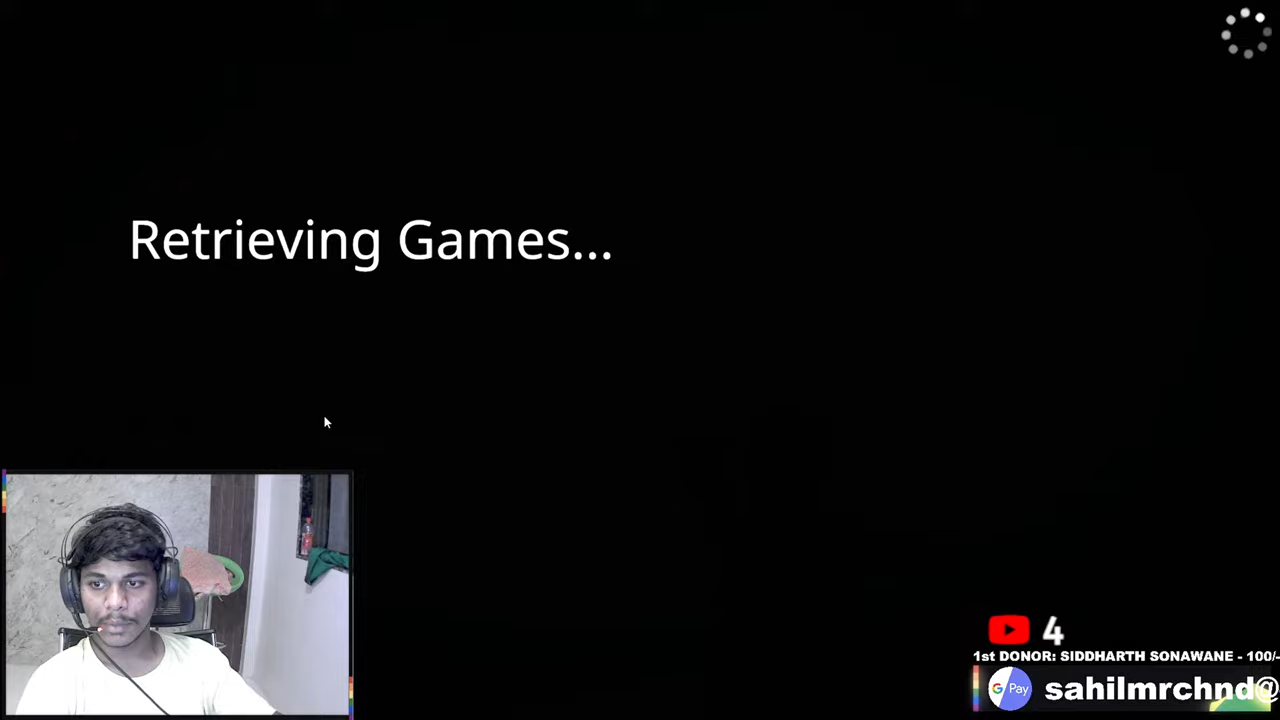 Retrieving Games...
4
1st DONOR: SIDDHARTH SONAWANE - 100/-
G Pay
sahilmrchnd@